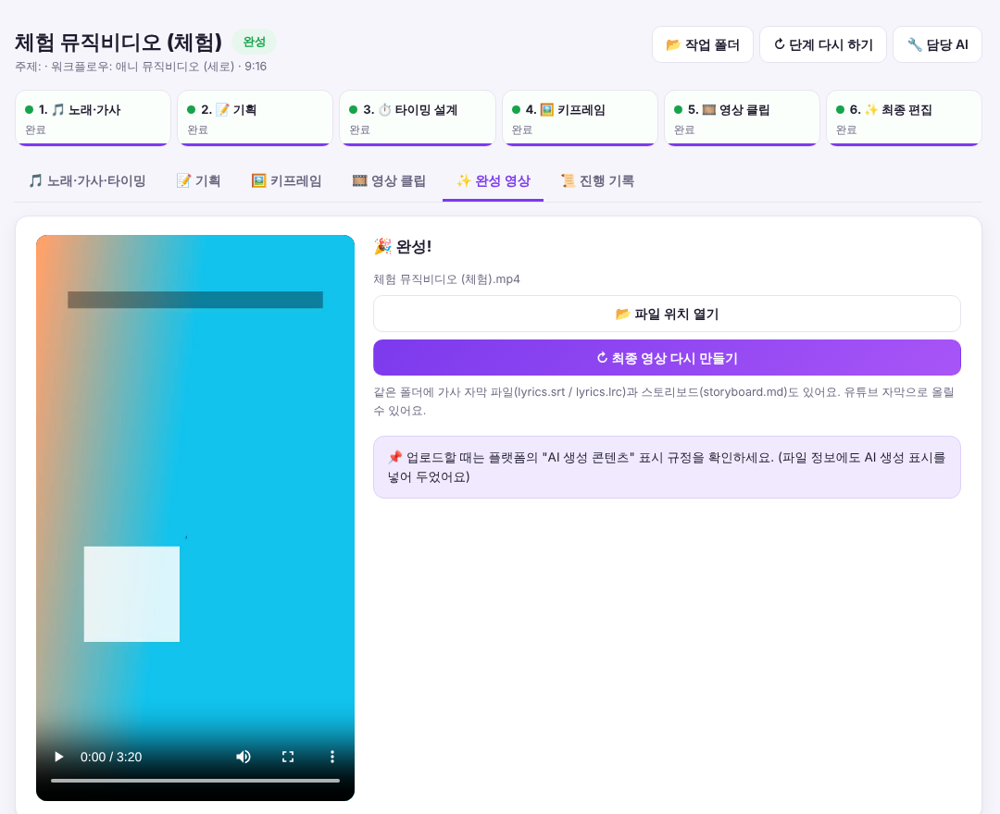 체험 뮤직비디오 (체험) 완성
주제: · 워크플로우: 애니 뮤직비디오 (세로) · 9:16
📂 작업 폴더
↻ 단계 다시 하기
🔧 담당 AI
1. 🎵 노래·가사
완료
2. 📝 기획
완료
3. ⏱️ 타이밍 설계
완료
4. 🖼️ 키프레임
완료
5. 🎞️ 영상 클립
완료
6. ✨ 최종 편집
완료
🎵 노래·가사·타이밍
📝 기획
🖼️ 키프레임
🎞️ 영상 클립
✨ 완성 영상
📜 진행 기록
0:00 / 3:20
🎉 완성!
체험 뮤직비디오 (체험).mp4
📂 파일 위치 열기
↻ 최종 영상 다시 만들기
같은 폴더에 가사 자막 파일(lyrics.srt / lyrics.lrc)과 스토리보드(storyboard.md)도 있어요. 유튜브 자막으로 올릴
수 있어요.
📌 업로드할 때는 플랫폼의 "AI 생성 콘텐츠" 표시 규정을 확인하세요. (파일 정보에도 AI 생성 표시를
넣어 두었어요)